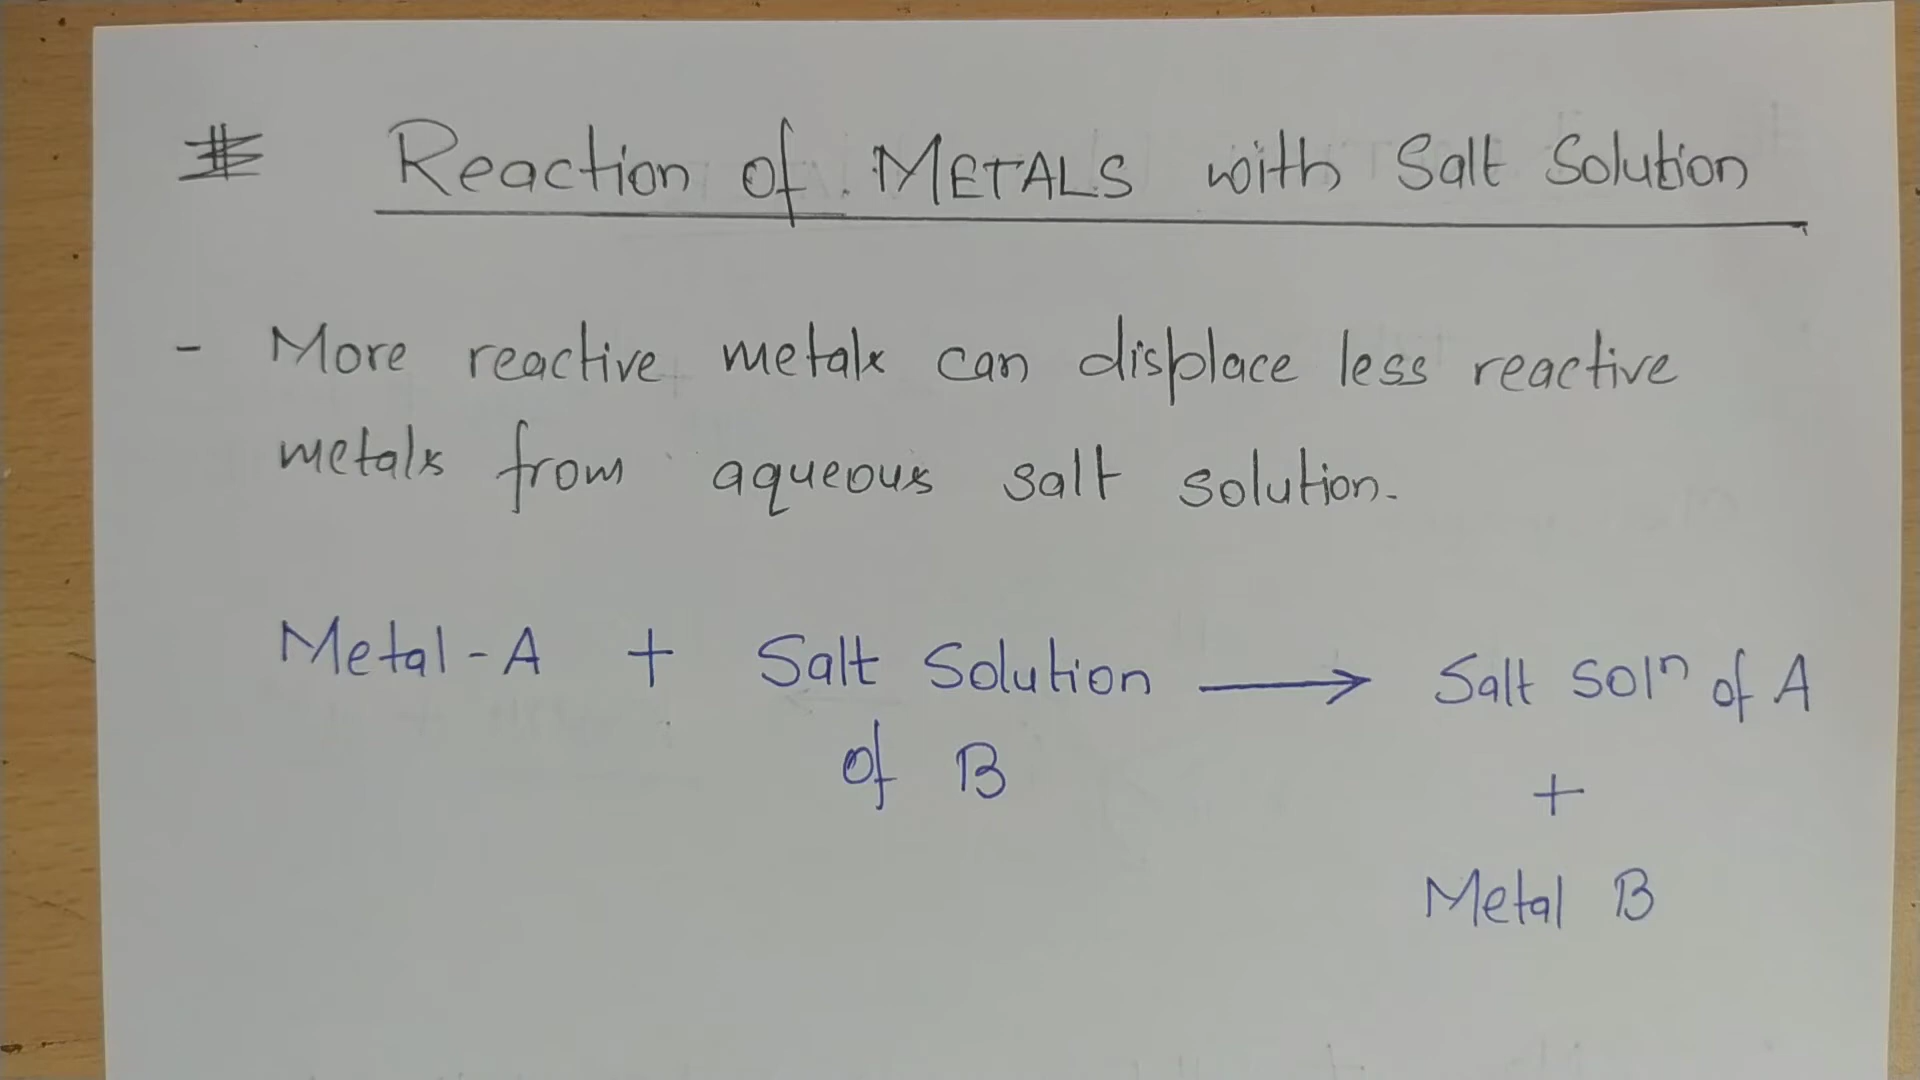 # Reaction of METALS with Salt Solution
- More reactive metals can displace less reactive
metals from aqueous salt solution.
Metal-A + Salt Solution → Salt solⁿ of A
of B
+
Metal B